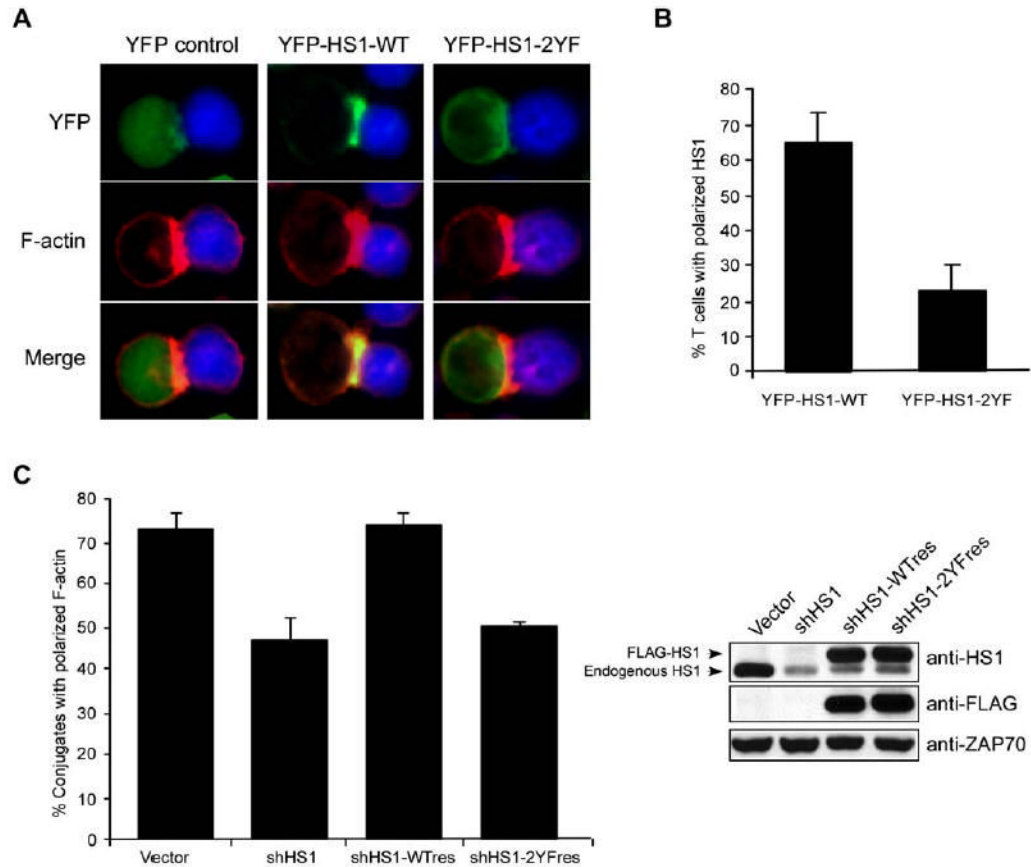 A
YFP control YFP-HS1-WT YFP-HS1-2YF
YFP
F-actin
Merge
B
% T cells with polarized HS1
80
70
60
50
40
30
20
10
0
YFP-HS1-WT YFP-HS1-2YF
C
% Conjugates with polarized F-actin
80
70
60
50
40
30
20
10
0
Vector shHS1 shHS1-WTres shHS1-2YFres
Vector
shHS1
shHS1-WTres
shHS1-2YFres
FLAG-HS1
Endogenous HS1
anti-HS1
anti-FLAG
anti-ZAP70